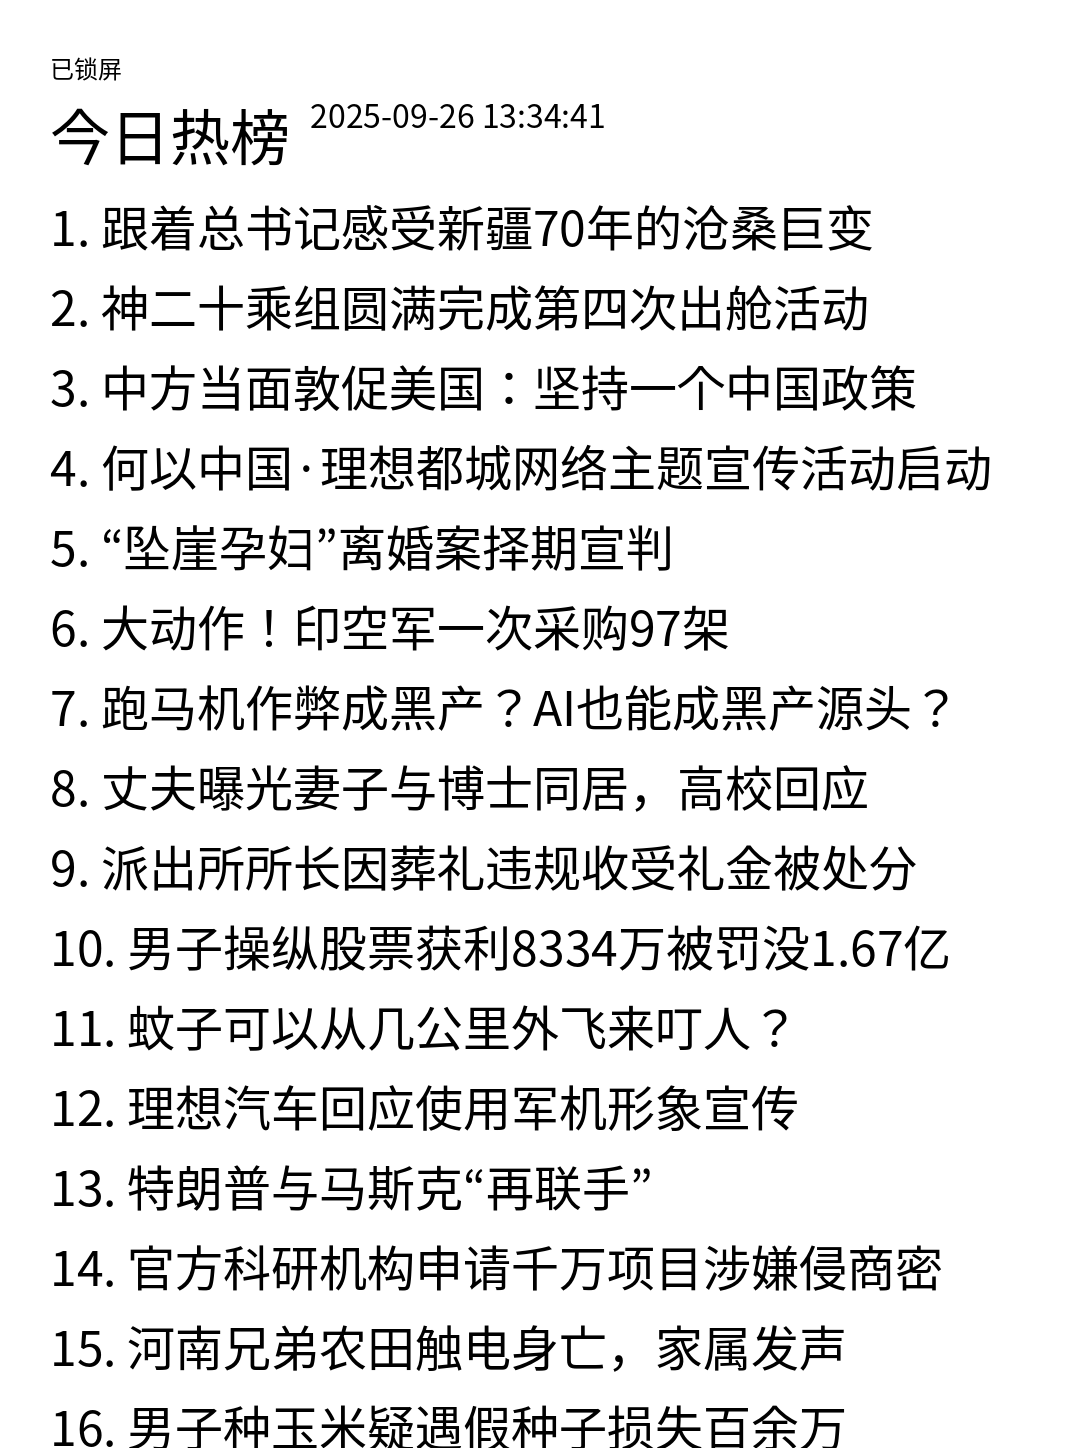 已锁屏
今日热榜 2025-09-26 13:34:41
1. 跟着总书记感受新疆70年的沧桑巨变
2. 神二十乘组圆满完成第四次出舱活动
3. 中方当面敦促美国：坚持一个中国政策
4. 何以中国·理想都城网络主题宣传活动启动
5. “坠崖孕妇”离婚案择期宣判
6. 大动作！印空军一次采购97架
7. 跑马机作弊成黑产？AI也能成黑产源头？
8. 丈夫曝光妻子与博士同居，高校回应
9. 派出所所长因葬礼违规收受礼金被处分
10. 男子操纵股票获利8334万被罚没1.67亿
11. 蚊子可以从几公里外飞来叮人？
12. 理想汽车回应使用军机形象宣传
13. 特朗普与马斯克“再联手”
14. 官方科研机构申请千万项目涉嫌侵商密
15. 河南兄弟农田触电身亡，家属发声
16. 男子种玉米疑遇假种子损失百余万